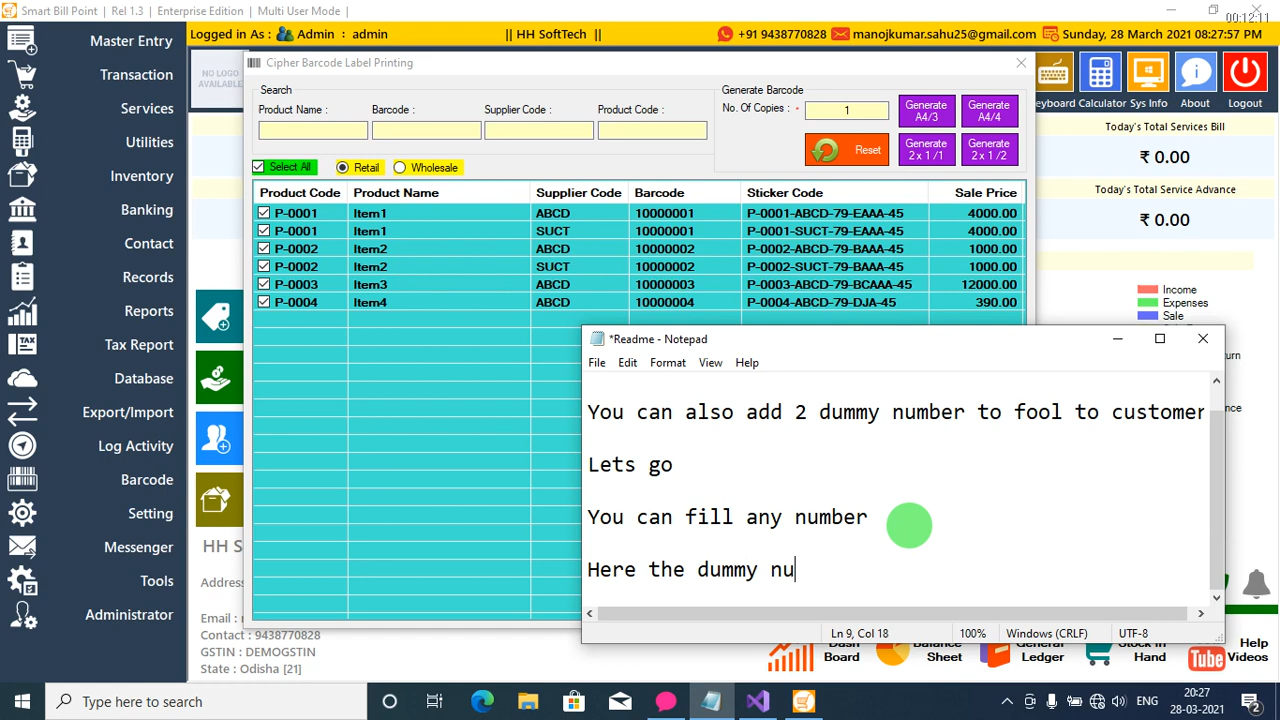 Smart Bill Point | Rel 1.3 | Enterprise Edition | Multi User Mode |
12:12:11
Logged in As : Admin : admin || HH SoftTech || +91 9438770828 manojkumar.sahu25@gmail.com Sunday, 28 March 2021 08:27:57 PM
Master Entry
Transaction
Services
Utilities
Inventory
Banking
Contact
Records
Reports
Tax Report
Database
Export/Import
Log Activity
Barcode
Setting
Messenger
Tools
Administrator
NO LOGO
AVAILABLE
Cipher Barcode Label Printing
Search
Product Name : Barcode : Supplier Code : Product Code :
Generate Barcode
No. Of Copies : * 1
Generate A4/3
Generate A4/4
Reset
Generate 2 x 1 /1
Generate 2 x 1 /2
Select All Retail Wholesale
Product Code Product Name Supplier Code Barcode Sticker Code Sale Price
P-0001 Item1 ABCD 10000001 P-0001-ABCD-79-EAAA-45 4000.00
P-0001 Item1 SUCT 10000001 P-0001-SUCT-79-EAAA-45 4000.00
P-0002 Item2 ABCD 10000002 P-0002-ABCD-79-BAAA-45 1000.00
P-0002 Item2 SUCT 10000002 P-0002-SUCT-79-BAAA-45 1000.00
P-0003 Item3 ABCD 10000003 P-0003-ABCD-79-BCAAA-45 12000.00
P-0004 Item4 ABCD 10000004 P-0004-ABCD-79-DJA-45 390.00
eyboard Calculator Sys Info About Logout
Today's Total Services Bill
₹ 0.00
Today's Total Service Advance
₹ 0.00
Income
Expenses
Sale
*Readme - Notepad
File Edit Format View Help
You can also add 2 dummy number to fool to customer
Lets go
You can fill any number
Here the dummy nu
Ln 9, Col 18 100% Windows (CRLF) UTF-8
HH S
Address
Email :
Contact : 9438770828
GSTIN : DEMOGSTIN
State : Odisha [21]
Dash Board
Balance Sheet
General Ledger
Stock In Hand
You Tube
Help Videos
Type here to search
ENG
20:27
28-03-2021
2